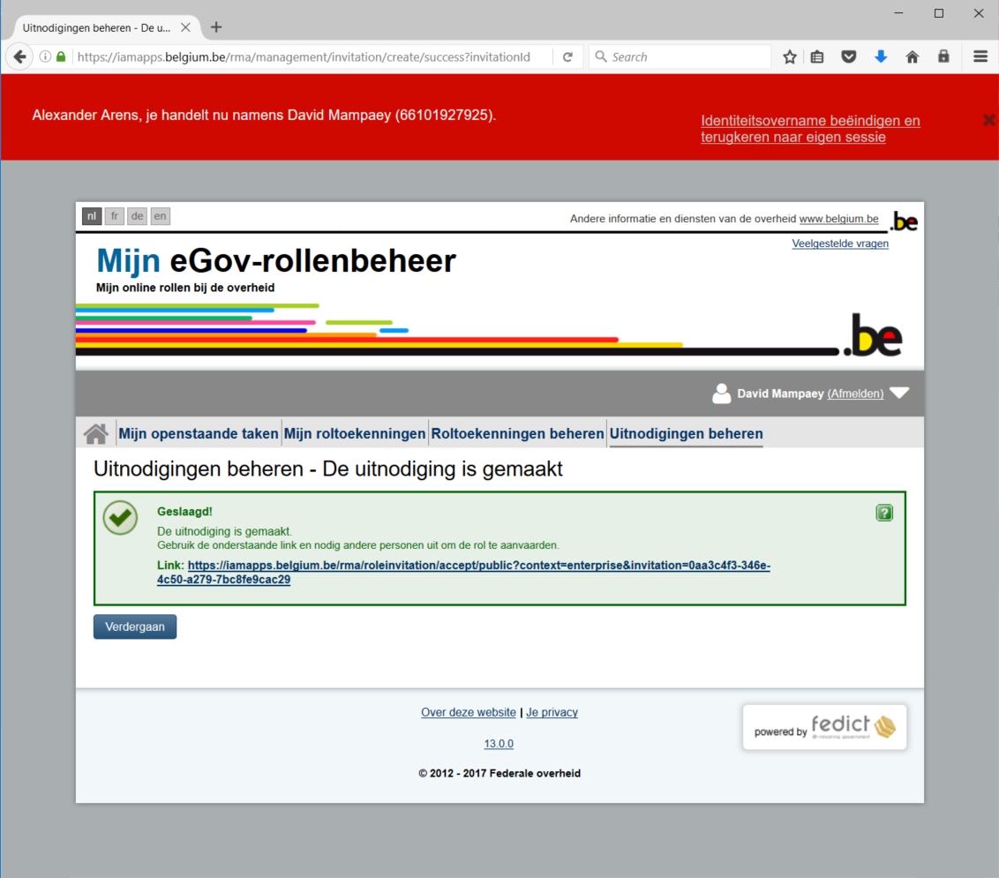 Uitnodigingen beheren - De u...
https://iamapps.belgium.be/rma/management/invitation/create/success?invitationId
Search
Alexander Arens, je handelt nu namens David Mampaey (66101927925).
Identiteitsovername beëindigen en
terugkeren naar eigen sessie
nl fr de en
Andere informatie en diensten van de overheid www.belgium.be
.be
Veelgestelde vragen
Mijn eGov-rollenbeheer
Mijn online rollen bij de overheid
.be
David Mampaey (Afmelden)
Mijn openstaande taken Mijn roltoekenningen Roltoekenningen beheren Uitnodigingen beheren
Uitnodigingen beheren - De uitnodiging is gemaakt
Geslaagd!
?
De uitnodiging is gemaakt.
Gebruik de onderstaande link en nodig andere personen uit om de rol te aanvaarden.
Link: https://iamapps.belgium.be/rma/roleinvitation/accept/public?context=enterprise&invitation=0aa3c4f3-346e-
4c50-a279-7bc8fe9cac29
Verdergaan
Over deze website | Je privacy
powered by fedict
13.0.0
© 2012 - 2017 Federale overheid